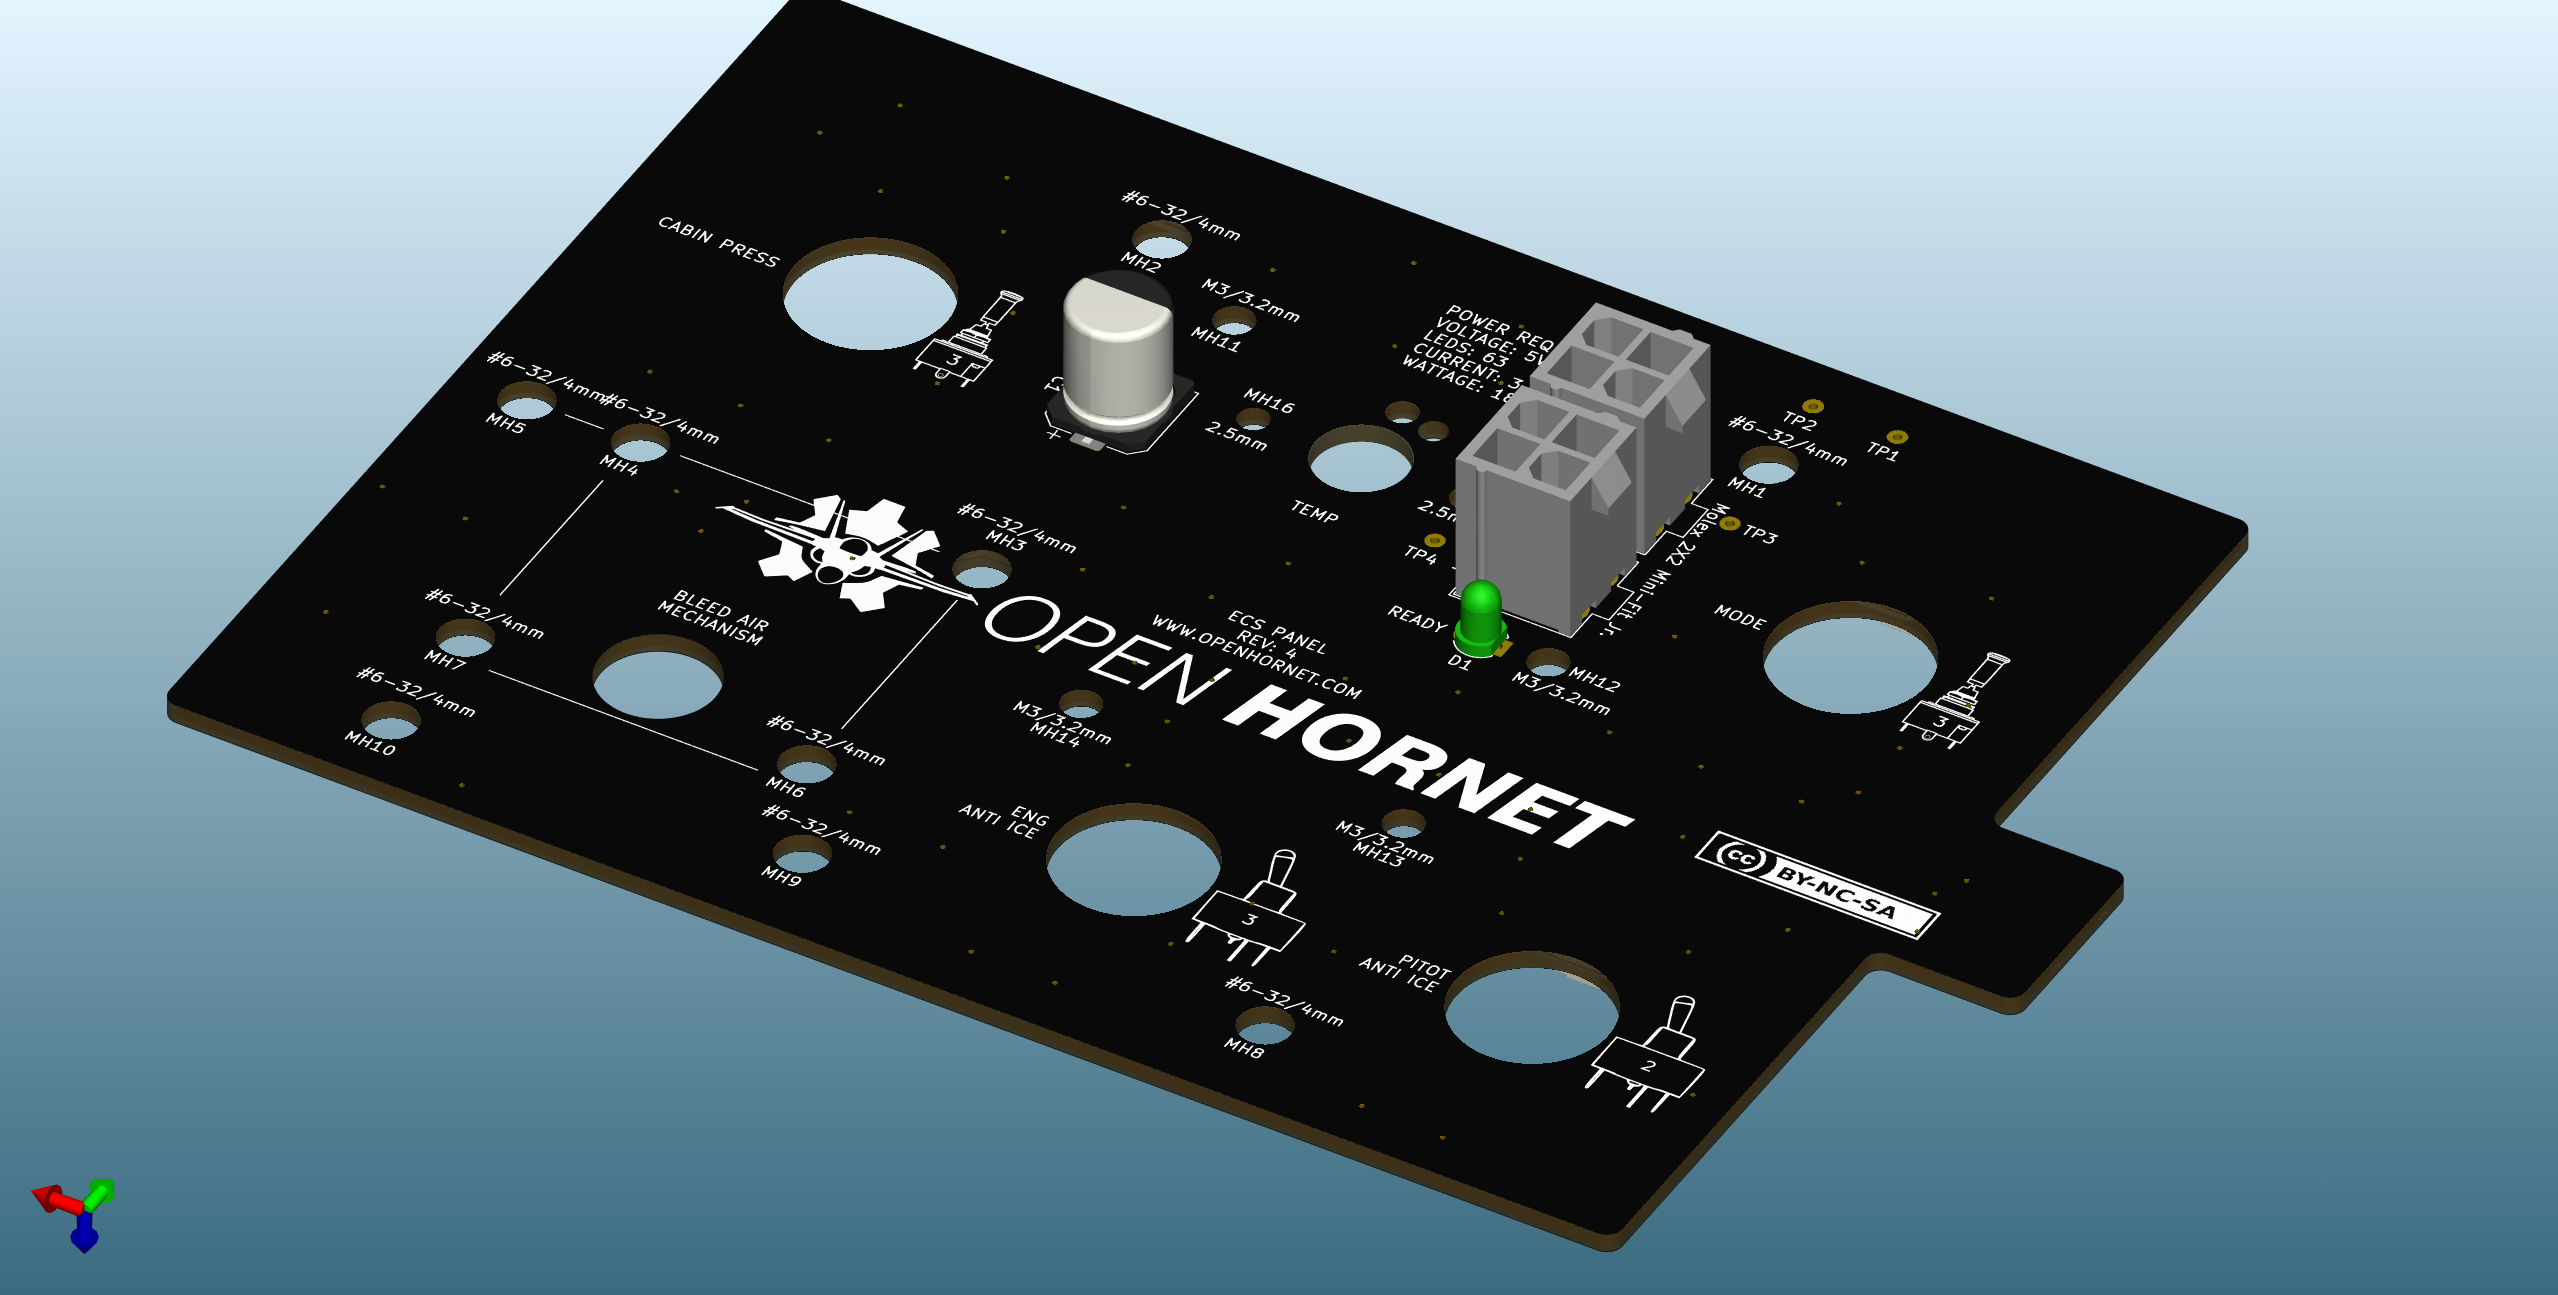 #6-32/4mm
MH2
CABIN PRESS
M3/3.2mm
MH11
3
POWER REQ
VOLTAGE: 5V
LEDS: 63
CURRENT: 3.
WATTAGE: 18
#6-32/4mm
MH5
#6-32/4mm
MH4
+
MH16
2.5mm
TEMP
TP2
TP1
#6-32/4mm
MH1
TP3
TP4
Molex 2X2 Mini-Fit Jr.
#6-32/4mm
MH3
#6-32/4mm
MH7
BLEED AIR
MECHANISM
ECS PANEL
REV: 4
WWW.OPENHORNET.COM
OPEN HORNET
READY
D1
MH12
M3/3.2mm
MODE
3
#6-32/4mm
MH10
#6-32/4mm
MH6
M3/3.2mm
MH14
#6-32/4mm
MH9
ENG
ANTI ICE
3
M3/3.2mm
MH13
cc BY-NC-SA
PITOT
ANTI ICE
2
#6-32/4mm
MH8